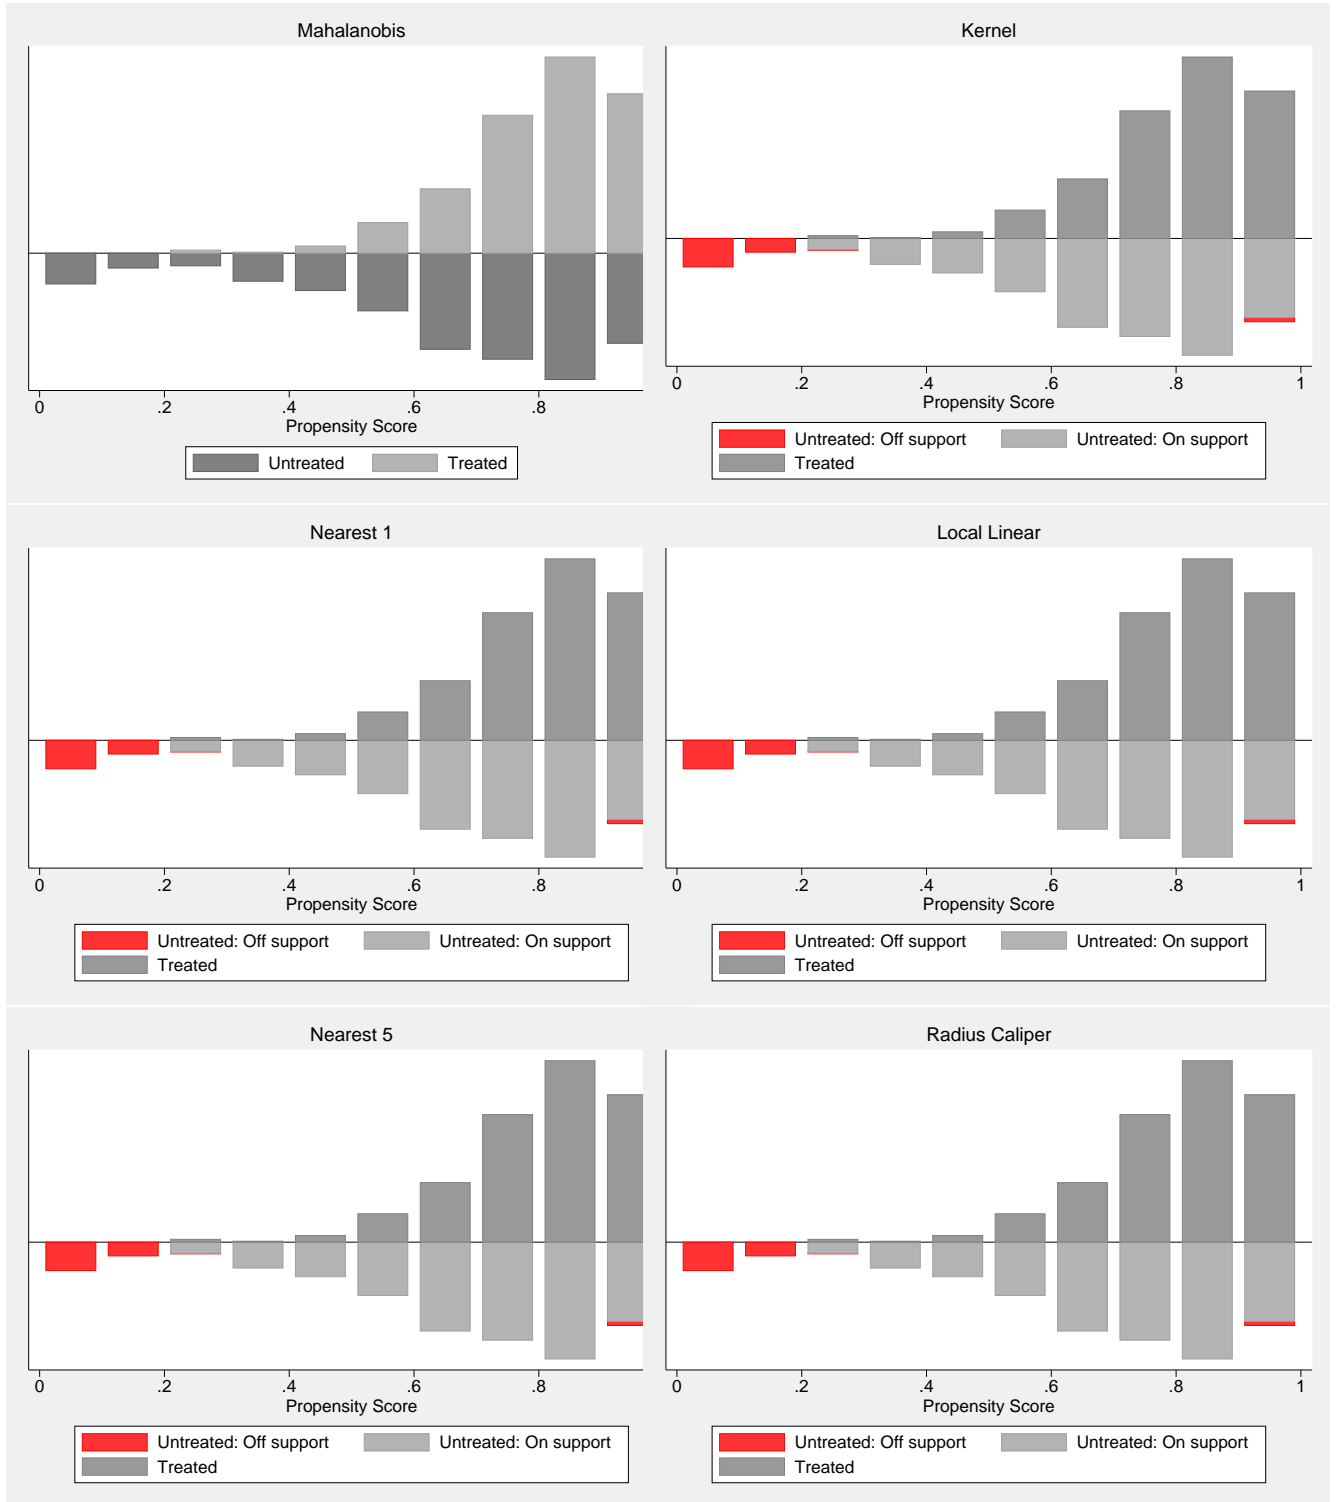 Mahalanobis
0 .2 .4 .6 .8
Propensity Score
Untreated Treated
Kernel
0 .2 .4 .6 .8 1
Propensity Score
Untreated: Off support Untreated: On support
Treated
Nearest 1
0 .2 .4 .6 .8
Propensity Score
Untreated: Off support Untreated: On support
Treated
Local Linear
0 .2 .4 .6 .8 1
Propensity Score
Untreated: Off support Untreated: On support
Treated
Nearest 5
0 .2 .4 .6 .8
Propensity Score
Untreated: Off support Untreated: On support
Treated
Radius Caliper
0 .2 .4 .6 .8 1
Propensity Score
Untreated: Off support Untreated: On support
Treated